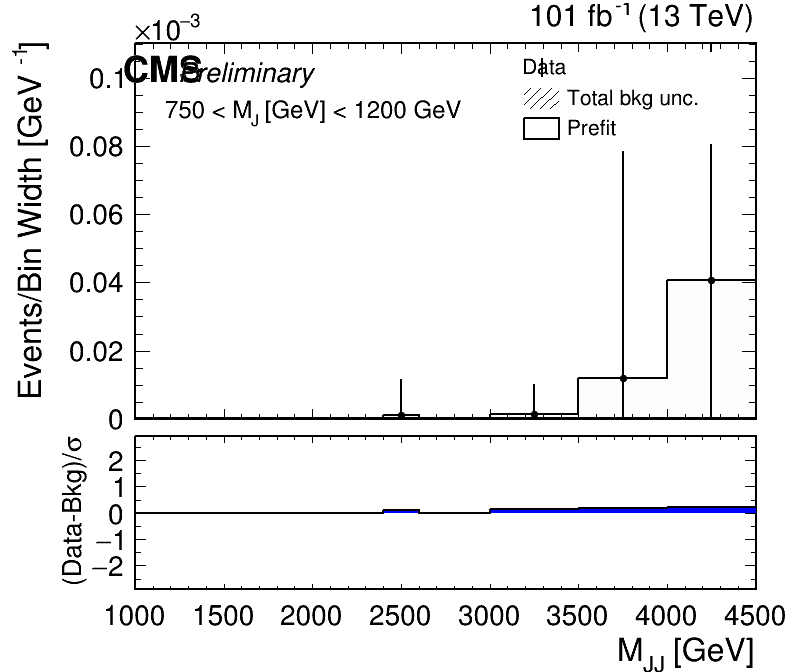 ×10⁻³
101 fb⁻¹ (13 TeV)
CMS Preliminary
750 < M_J [GeV] < 1200 GeV
Data
Total bkg unc.
Prefit
Events/Bin Width [GeV⁻¹]
0.1
0.08
0.06
0.04
0.02
0
(Data-Bkg)/σ
2
1
0
−1
−2
1000 1500 2000 2500 3000 3500 4000 4500
M_JJ [GeV]